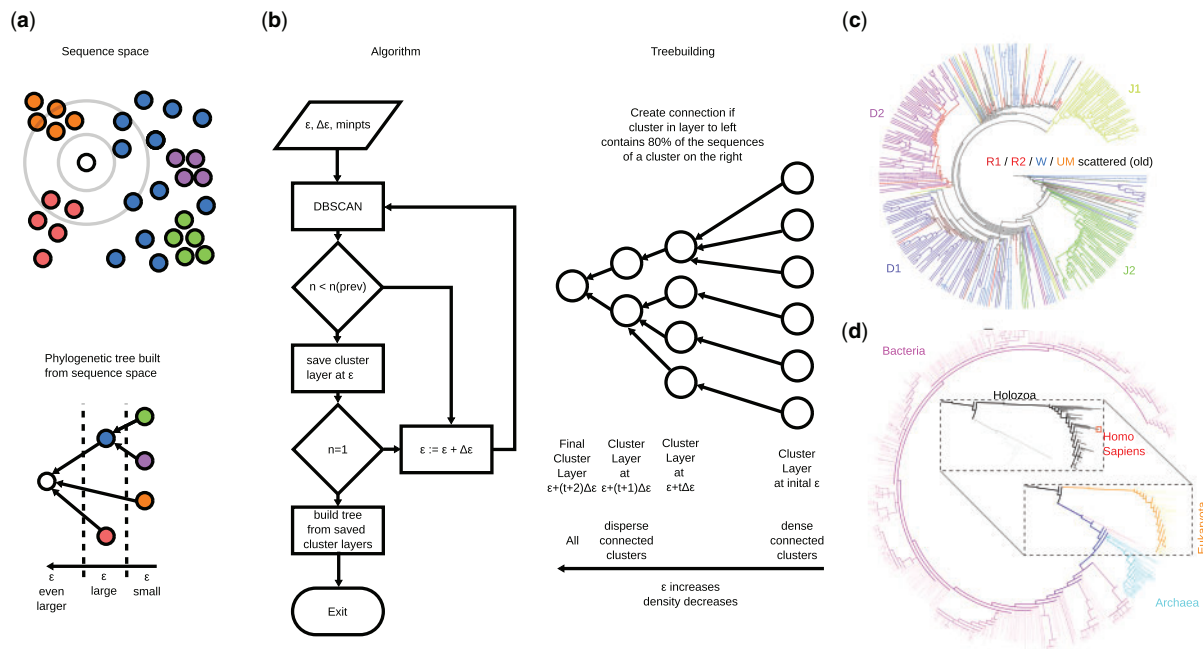 (a)
Sequence space
Phylogenetic tree built
from sequence space
ε
even
larger
ε
large
ε
small
(b)
Algorithm
ε, Δε, minpts
DBSCAN
n < n(prev)
save cluster
layer at ε
n=1
ε := ε + Δε
build tree
from saved
cluster layers
Exit
Treebuilding
Create connection if
cluster in layer to left
contains 80% of the sequences
of a cluster on the right
Final
Cluster
Layer
ε+(t+2)Δε
Cluster
Layer
at
ε+(t+1)Δε
Cluster
Layer
at
ε+tΔε
Cluster
Layer
at inital ε
All
disperse
connected
clusters
dense
connected
clusters
ε increases
density decreases
(c)
J1
D2
R1 / R2 / W / UM scattered (old)
D1
J2
(d)
Bacteria
Holozoa
Homo
Sapiens
Eukaryota
Archaea